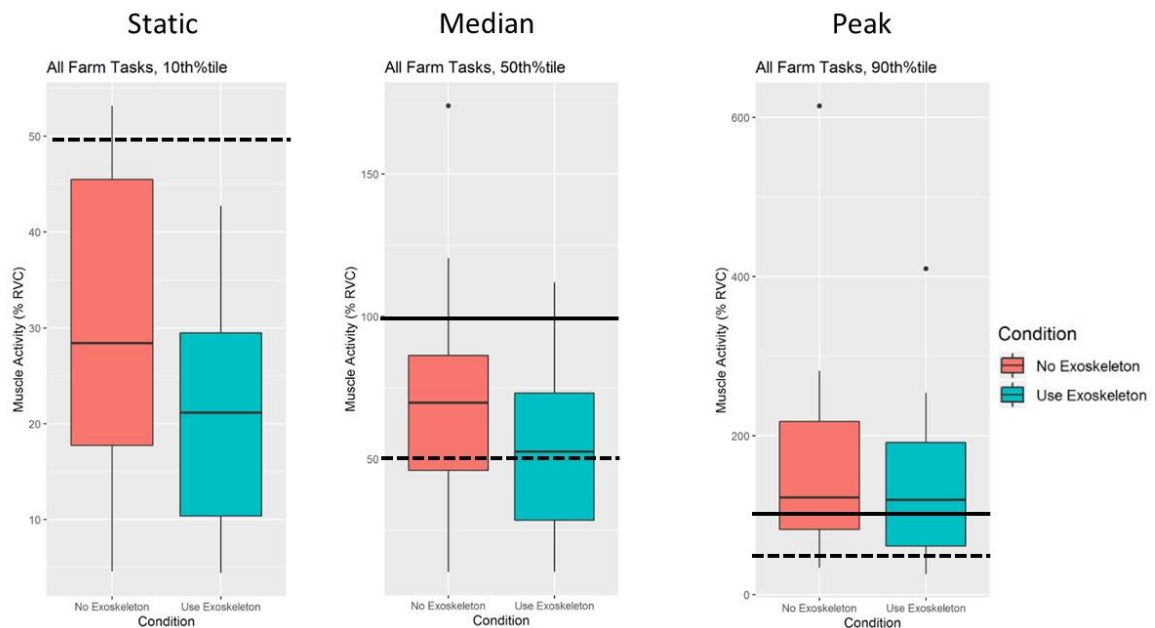 Static
Median
Peak
All Farm Tasks, 10th%tile
All Farm Tasks, 50th%tile
All Farm Tasks, 90th%tile
Muscle Activity (% RVC)
50
40
30
20
10
No Exoskeleton
Use Exoskeleton
Condition
Muscle Activity (% RVC)
150
100
50
No Exoskeleton
Use Exoskeleton
Condition
Muscle Activity (% RVC)
600
400
200
0
No Exoskeleton
Use Exoskeleton
Condition
Condition
No Exoskeleton
Use Exoskeleton